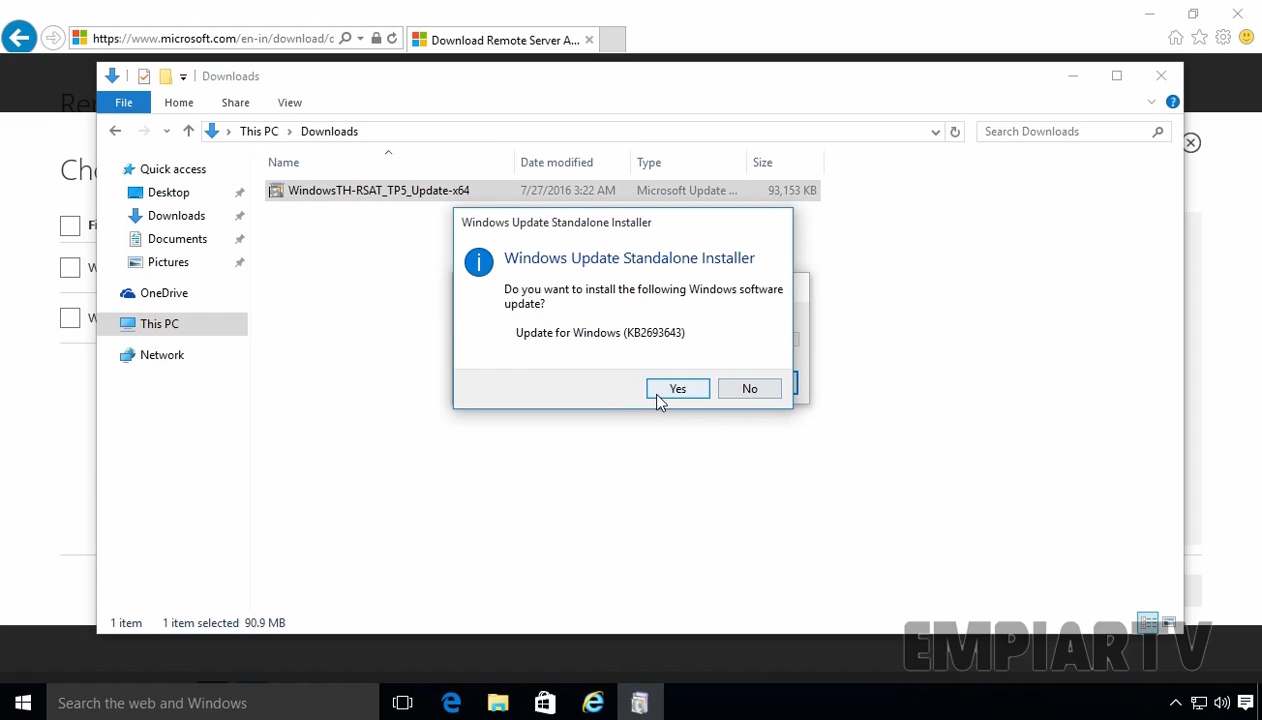 https://www.microsoft.com/en-in/download/c
Download Remote Server A...
Downloads
File Home Share View
This PC > Downloads
Search Downloads
Name Date modified Type Size
Quick access
Desktop
Downloads
Documents
Pictures
OneDrive
This PC
Network
WindowsTH-RSAT_TP5_Update-x64 7/27/2016 3:22 AM Microsoft Update ... 93,153 KB
Windows Update Standalone Installer
Windows Update Standalone Installer
Do you want to install the following Windows software
update?
Update for Windows (KB2693643)
Yes No
1 item 1 item selected 90.9 MB
EMPIARTV
Search the web and Windows